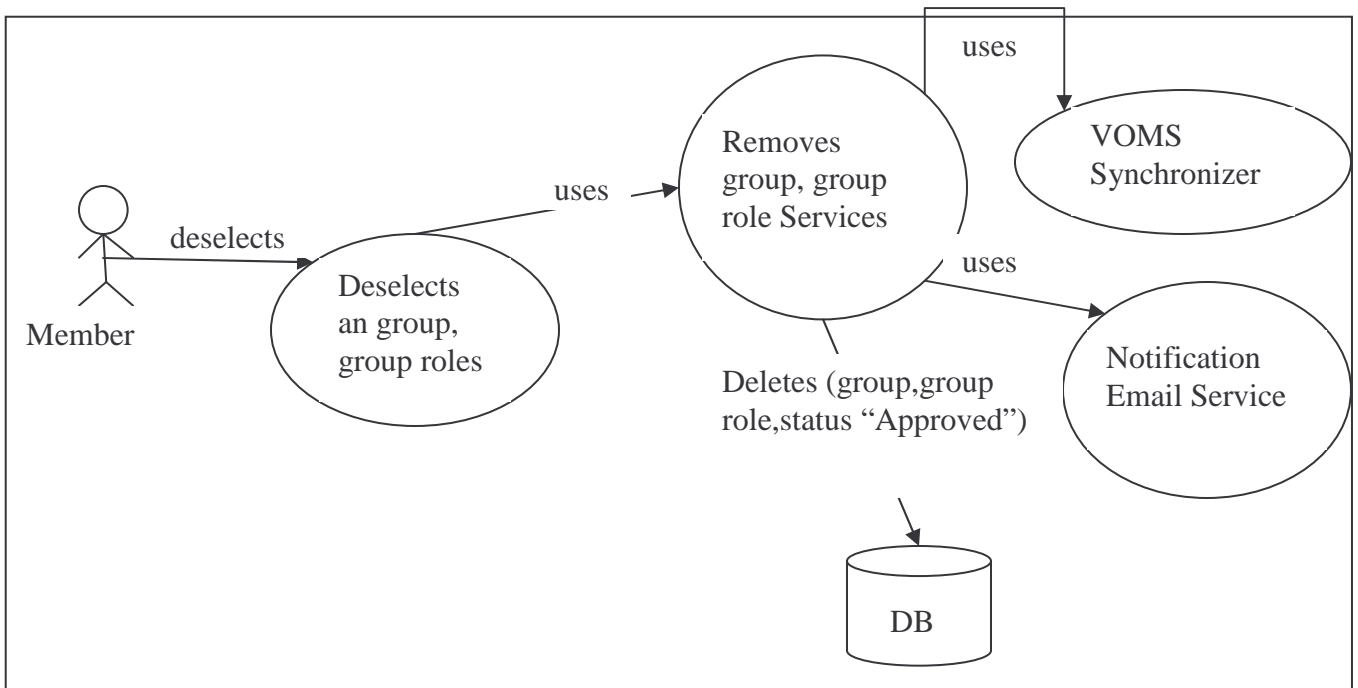 uses
VOMS
Synchronizer
Removes
group, group
role Services
uses
deselects
Deselects
an group,
group roles
Member
uses
Notification
Email Service
Deletes (group,group
role,status “Approved”)
DB